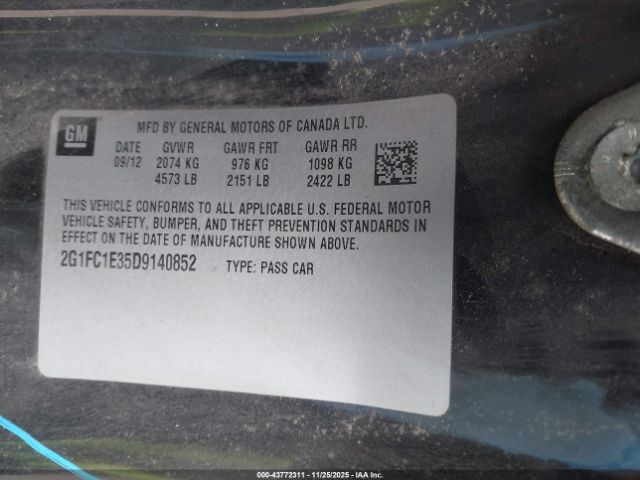 GM
MFD BY GENERAL MOTORS OF CANADA LTD.
DATE GVWR GAWR FRT GAWR RR
09/12 2074 KG 976 KG 1098 KG
4573 LB 2151 LB 2422 LB
THIS VEHICLE CONFORMS TO ALL APPLICABLE U.S. FEDERAL MOTOR
VEHICLE SAFETY, BUMPER, AND THEFT PREVENTION STANDARDS IN
EFFECT ON THE DATE OF MANUFACTURE SHOWN ABOVE.
2G1FC1E35D9140852 TYPE: PASS CAR
000-43772311 - 11/25/2025 - IAAI, Inc.